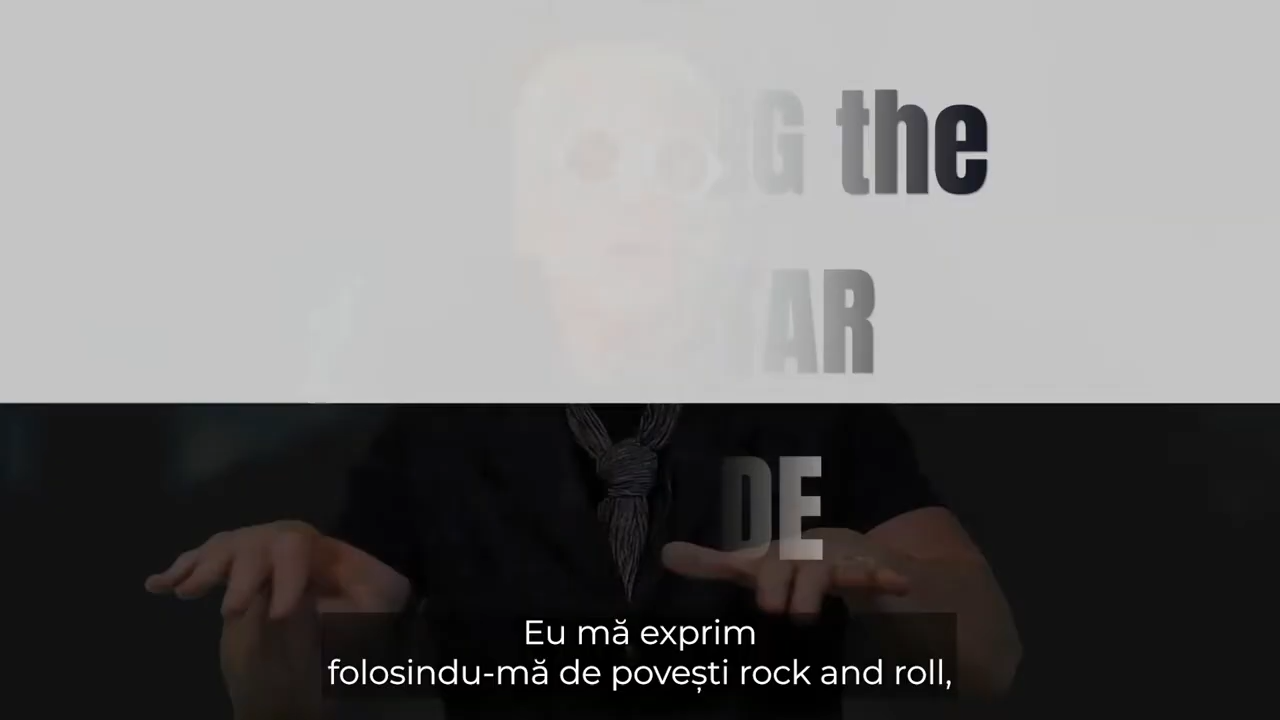 the
AR
DE
Eu mă exprim
folosindu-mă de povești rock and roll,